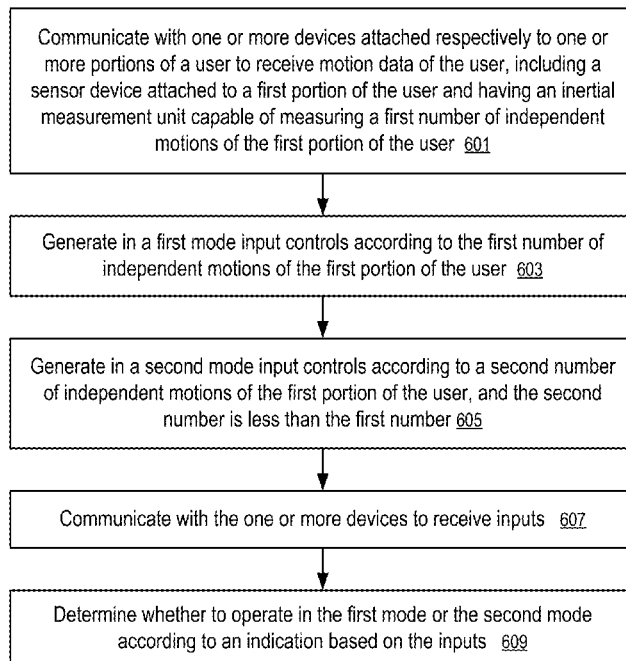 Communicate with one or more devices attached respectively to one or
more portions of a user to receive motion data of the user, including a
sensor device attached to a first portion of the user and having an inertial
measurement unit capable of measuring a first number of independent
motions of the first portion of the user 601
Generate in a first mode input controls according to the first number of
independent motions of the first portion of the user 603
Generate in a second mode input controls according to a second number
of independent motions of the first portion of the user, and the second
number is less than the first number 605
Communicate with the one or more devices to receive inputs 607
Determine whether to operate in the first mode or the second mode
according to an indication based on the inputs 609